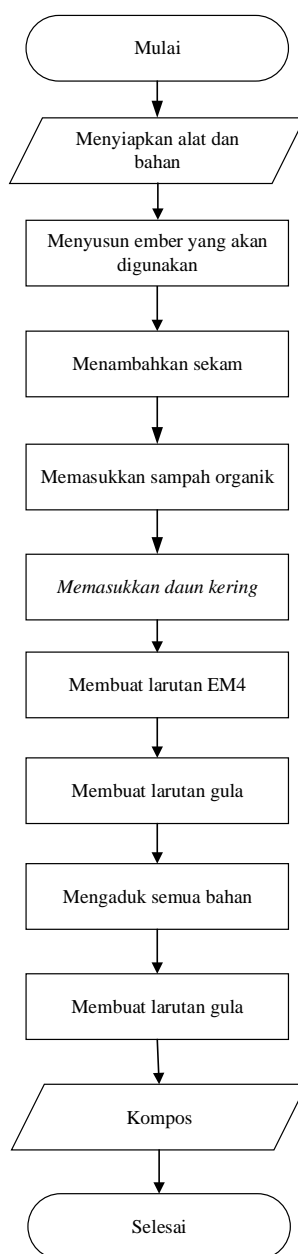 Mulai
Menyiapkan alat dan
bahan
Menyusun ember yang akan
digunakan
Menambahkan sekam
Memasukkan sampah organik
Memasukkan daun kering
Membuat larutan EM4
Membuat larutan gula
Mengaduk semua bahan
Membuat larutan gula
Kompos
Selesai